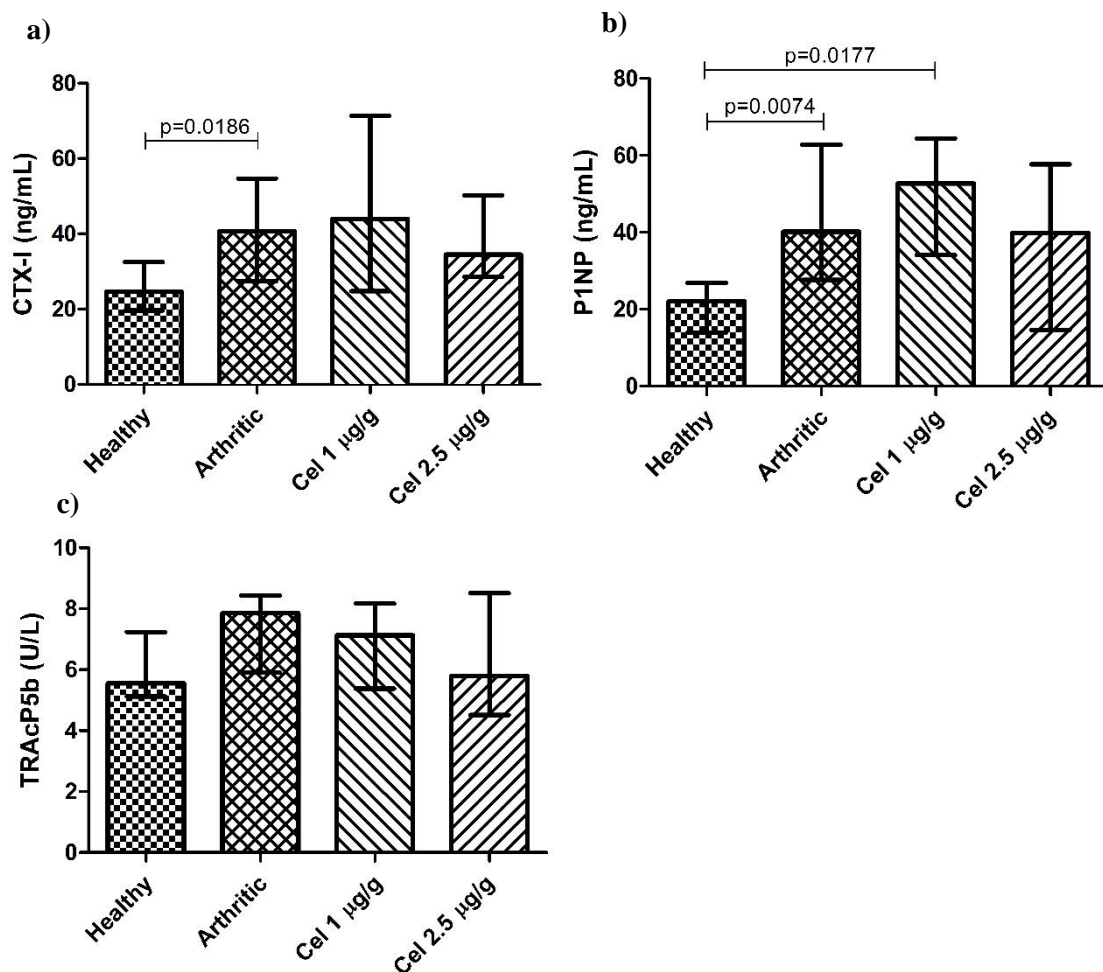 a)
CTX-I (ng/mL)
80
60
40
20
0
p=0.0186
Healthy
Arthritic
Cel 1 μg/g
Cel 2.5 μg/g
b)
P1NP (ng/mL)
80
60
40
20
0
p=0.0177
p=0.0074
Healthy
Arthritic
Cel 1 μg/g
Cel 2.5 μg/g
c)
TRAcP5b (U/L)
10
8
6
4
2
0
Healthy
Arthritic
Cel 1 μg/g
Cel 2.5 μg/g